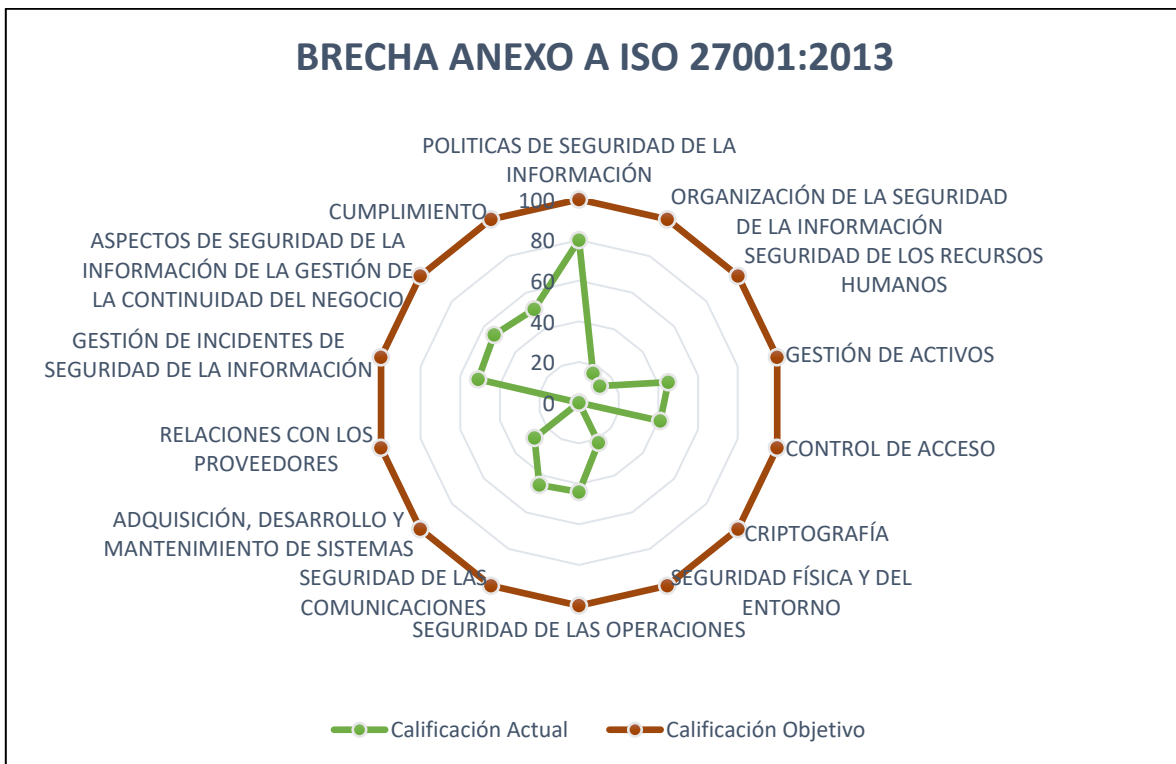 BRECHA ANEXO A ISO 27001:2013
POLITICAS DE SEGURIDAD DE LA
INFORMACIÓN
ORGANIZACIÓN DE LA SEGURIDAD
DE LA INFORMACIÓN
SEGURIDAD DE LOS RECURSOS
HUMANOS
GESTIÓN DE ACTIVOS
CONTROL DE ACCESO
CRIPTOGRAFÍA
SEGURIDAD FÍSICA Y DEL
ENTORNO
SEGURIDAD DE LAS OPERACIONES
SEGURIDAD DE LAS
COMUNICACIONES
ADQUISICIÓN, DESARROLLO Y
MANTENIMIENTO DE SISTEMAS
RELACIONES CON LOS
PROVEEDORES
GESTIÓN DE INCIDENTES DE
SEGURIDAD DE LA INFORMACIÓN
ASPECTOS DE SEGURIDAD DE LA
INFORMACIÓN DE LA GESTIÓN DE
LA CONTINUIDAD DEL NEGOCIO
CUMPLIMIENTO
100
80
60
40
20
0
Calificación Actual
Calificación Objetivo